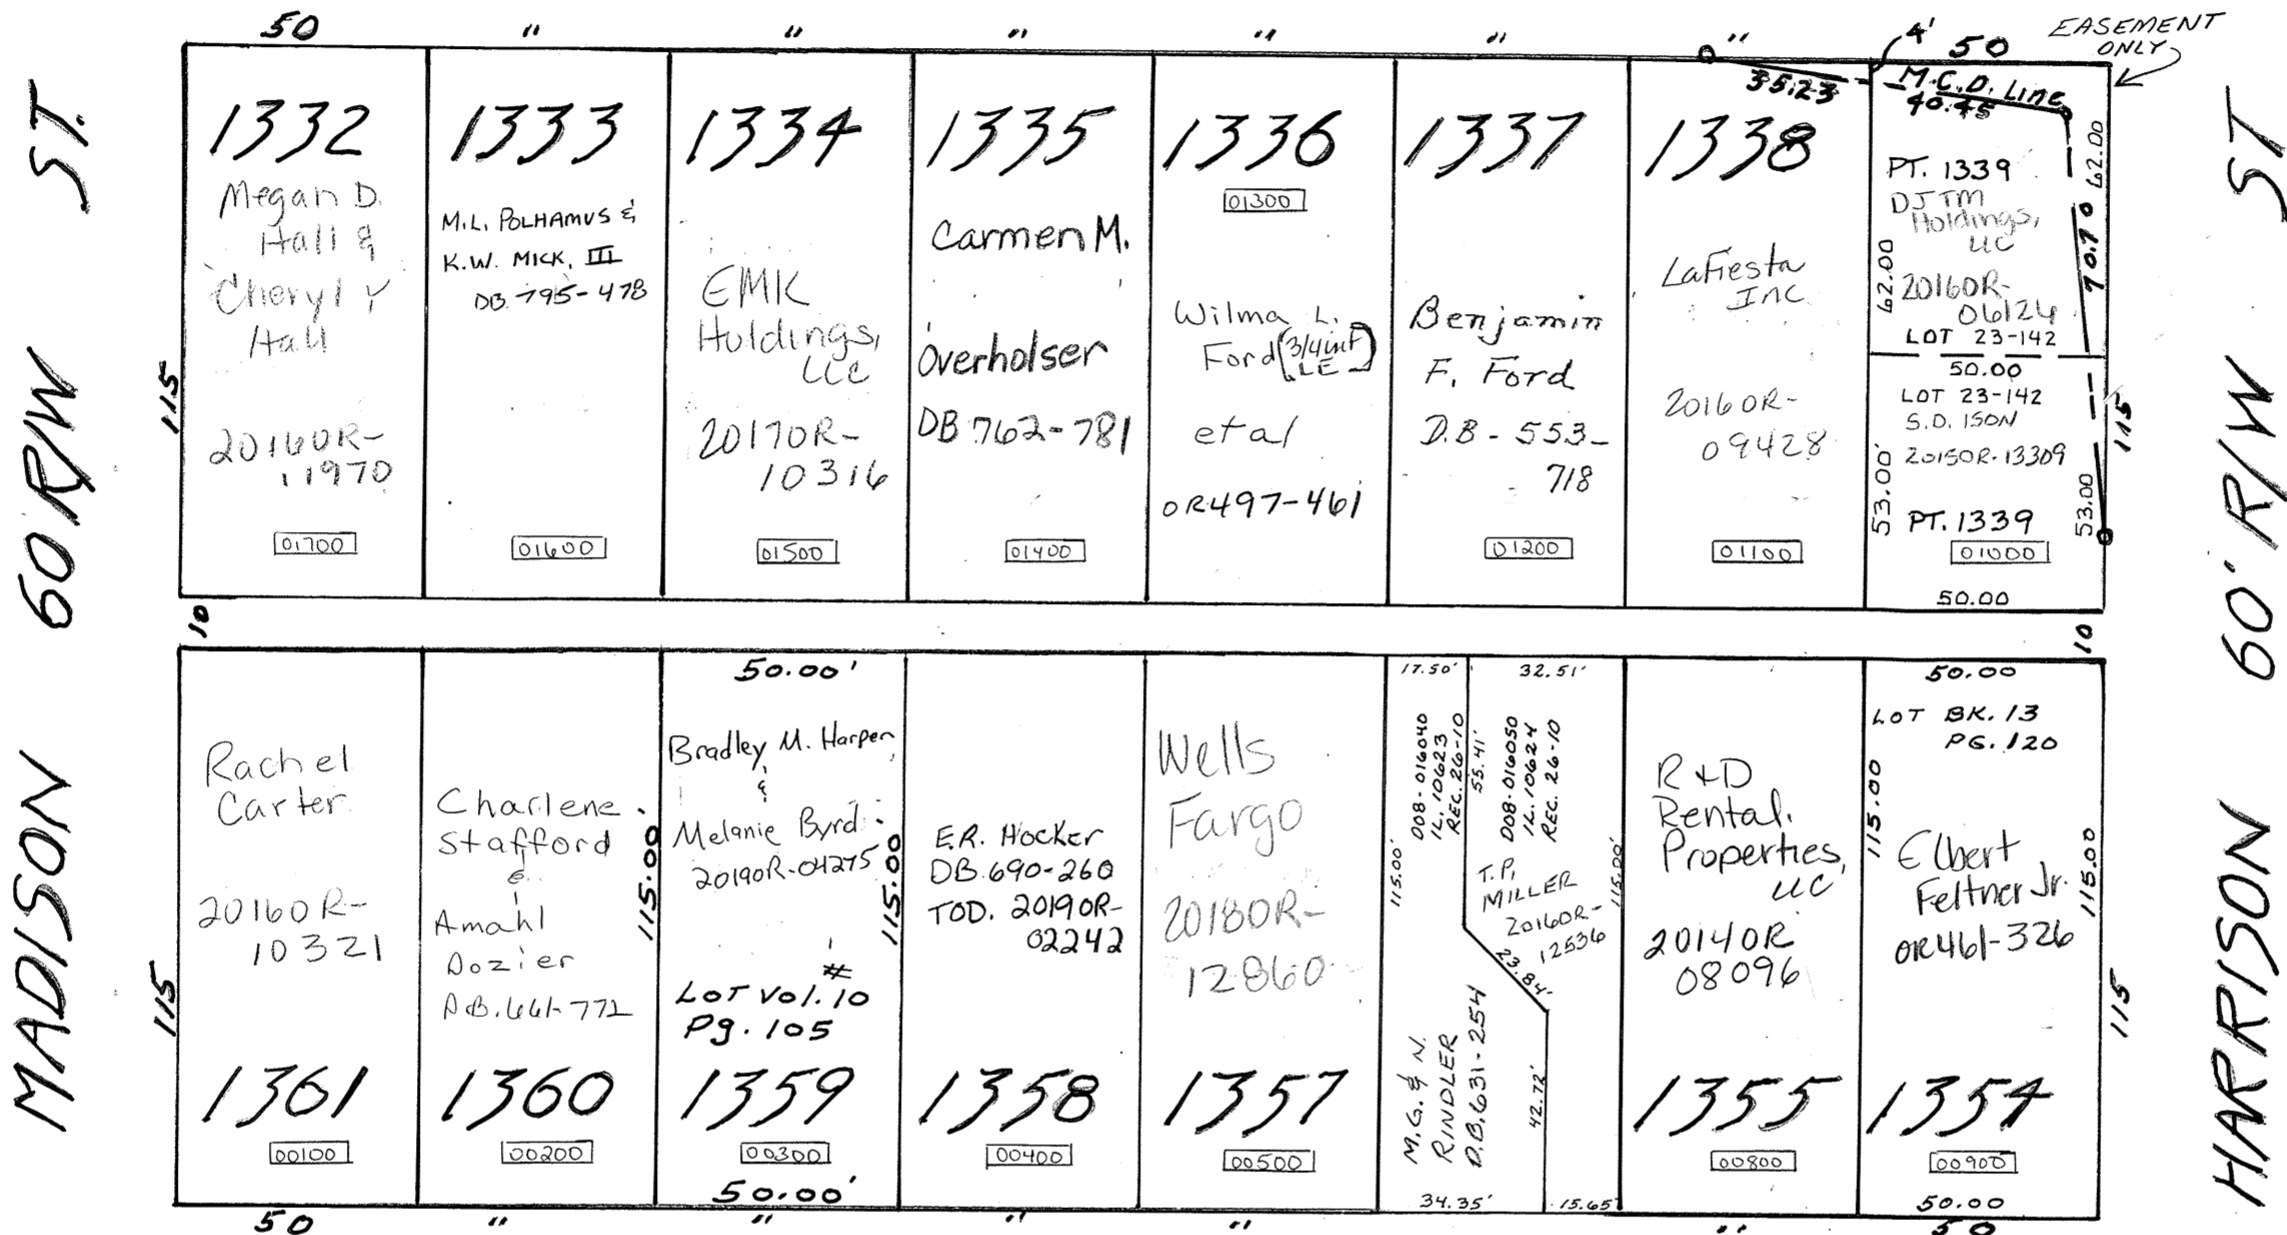 50 " " " " " " 4' 50
EASEMENT
ONLY
MADISON ST. 60 R/W
115
1332
Megan D.
Hall &
Cheryl Y
Hall
20160R-
11970
01700
1333
M.L. POLHAMUS &
K.W. MICK, III
DB. 795-478
01600
1334
EMK
Holdings,
LLC
20170R-
10316
01500
1335
Carmen M.
Overholser
DB 762-781
01400
1336
01300
Wilma L.
Ford (3/4 int
LE)
et al
OR497-461
1337
Benjamin
F. Ford
D.B - 553-
718
01200
35.23
1338
LaFiesta
Inc
20160R-
09428
01100
M.C.D. Line
40.45
PT. 1339
DJTM
Holdings,
LLC
20160R-
06124
LOT 23-142
62.00
62.00
70.70
50.00
LOT 23-142
S.D. ISON
20150R-13309
53.00'
53.00
PT. 1339
01000
50.00
115
HARRISON 60' R/W ST
10
10
115
Rachel
Carter
20160R-
10321
1361
00100
50
Charlene
Stafford
&
Amahl
Dozier
D.B. 661-772
1360
00200
"
50.00'
115.00'
Bradley M. Harper
&
Melanie Byrd
20190R-04275
115.00'
#
LOT Vol. 10
Pg. 105
1359
00300
50.00'
"
E.R. Hocker
DB. 690-260
TOD. 20190R-
02242
1358
00400
"
Wells
Fargo
20180R-
12860
1357
00500
"
17.50'
115.00'
D08-016040
IL. 10623
REC. 26-10
55.41'
M.G. & N.
RINDLER
D.B. 631-254
34.35'
32.51'
D08-016050
IL. 10624
REC. 26-10
T.P.
MILLER
20160R-
12536
23.84'
42.72'
115.00'
15.65'
R+D
Rental
Properties,
LLC
20140R
08096
1355
00800
"
50.00
LOT BK. 13
PG. 120
115.00
115.00
Elbert
Feltner Jr.
OR461-326
1354
00900
50.00
50
115